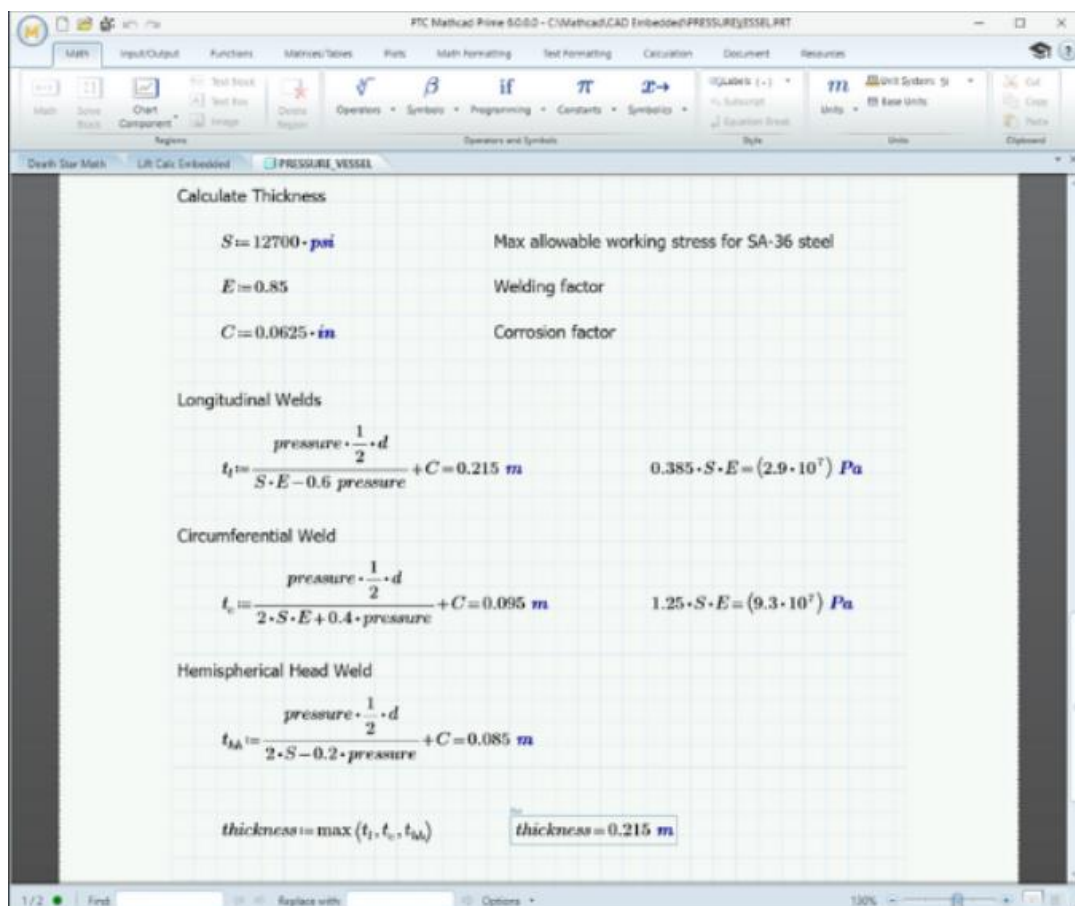 PTC Mathcad Prime 6.0.0.0 - C:\Mathcad\CAD Embedded\PRESSURE_VESSEL.PRT
Math Input/Output Functions Matrices/Tables Plots Math Formatting Text Formatting Calculation Document Resources
Math Solve Block Chart Component Text Block Text Box Image Delete Region Operators Symbols Programming Constants Symbolics Labels (-) Subscript Equation Break Units Unit System: SI Base Units Cut Copy Paste
Regions Operators and Symbols Style Units Clipboard
Death Star Math Lift Calc Embedded PRESSURE_VESSEL
Calculate Thickness
S≔12700·psi Max allowable working stress for SA-36 steel
E≔0.85 Welding factor
C≔0.0625·in Corrosion factor
Longitudinal Welds
t_l≔(pressure·1/2·d)/(S·E−0.6 pressure)+C=0.215 m 0.385·S·E=(2.9·10^7) Pa
Circumferential Weld
t_c≔(pressure·1/2·d)/(2·S·E+0.4·pressure)+C=0.095 m 1.25·S·E=(9.3·10^7) Pa
Hemispherical Head Weld
t_hh≔(pressure·1/2·d)/(2·S−0.2·pressure)+C=0.085 m
thickness≔max(t_l,t_c,t_hh) thickness=0.215 m
1/2 Find: Replace with: Options 130%